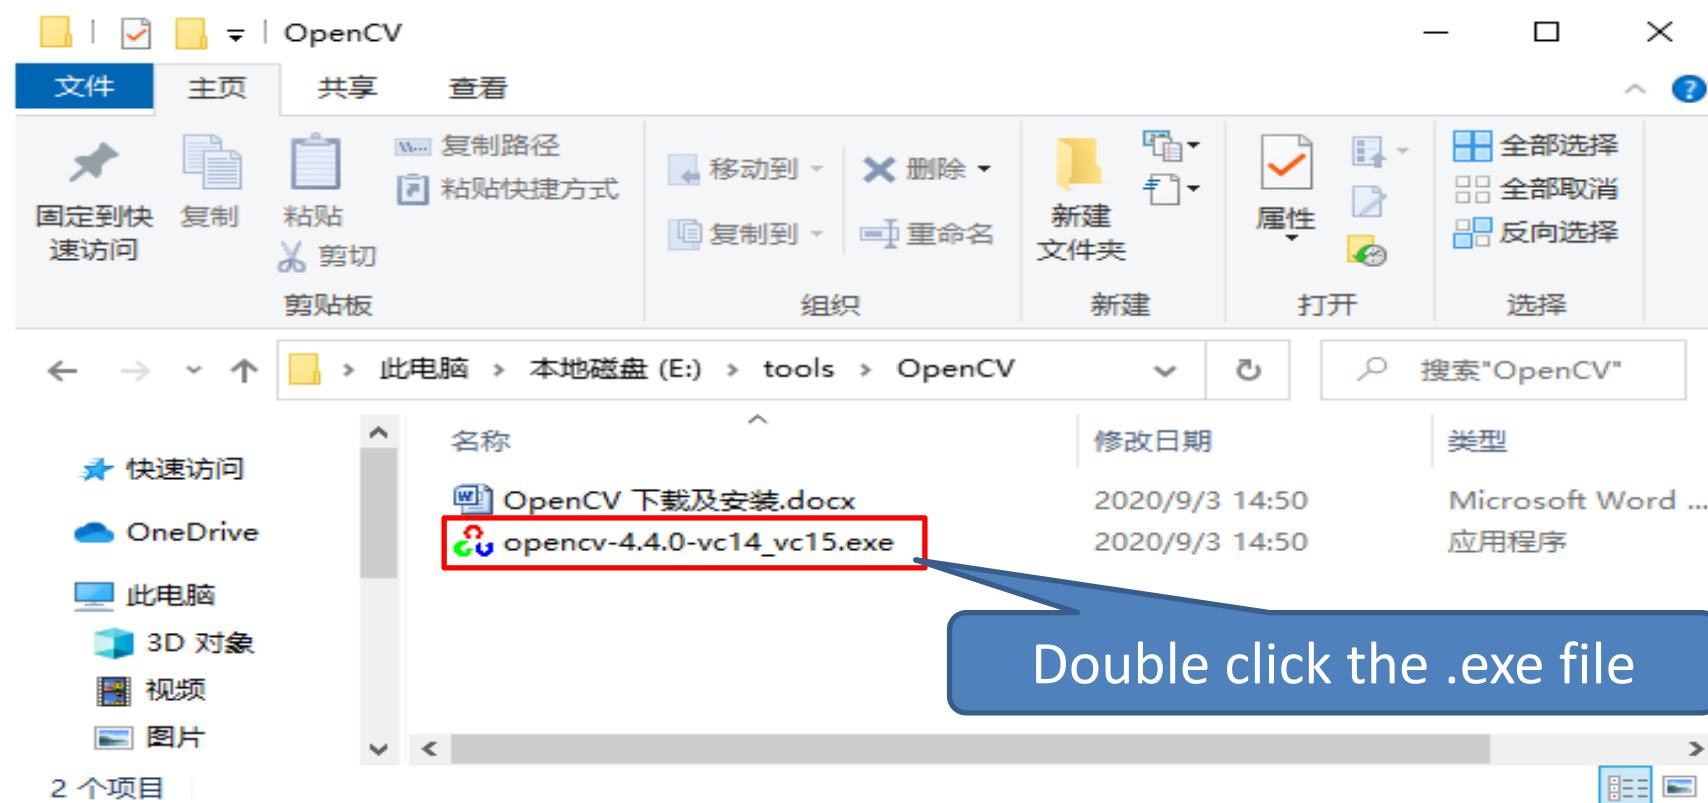 OpenCV
文件 主页 共享 查看
复制路径
粘贴快捷方式
固定到快速访问
复制
粘贴
剪切
移动到
复制到
删除
重命名
新建
文件夹
属性
全部选择
全部取消
反向选择
剪贴板 组织 新建 打开 选择
此电脑 > 本地磁盘 (E:) > tools > OpenCV
搜索"OpenCV"
名称 修改日期 类型
快速访问
OneDrive
此电脑
3D 对象
视频
图片
OpenCV 下载及安装.docx 2020/9/3 14:50 Microsoft Word ...
opencv-4.4.0-vc14_vc15.exe 2020/9/3 14:50 应用程序
Double click the .exe file
2 个项目